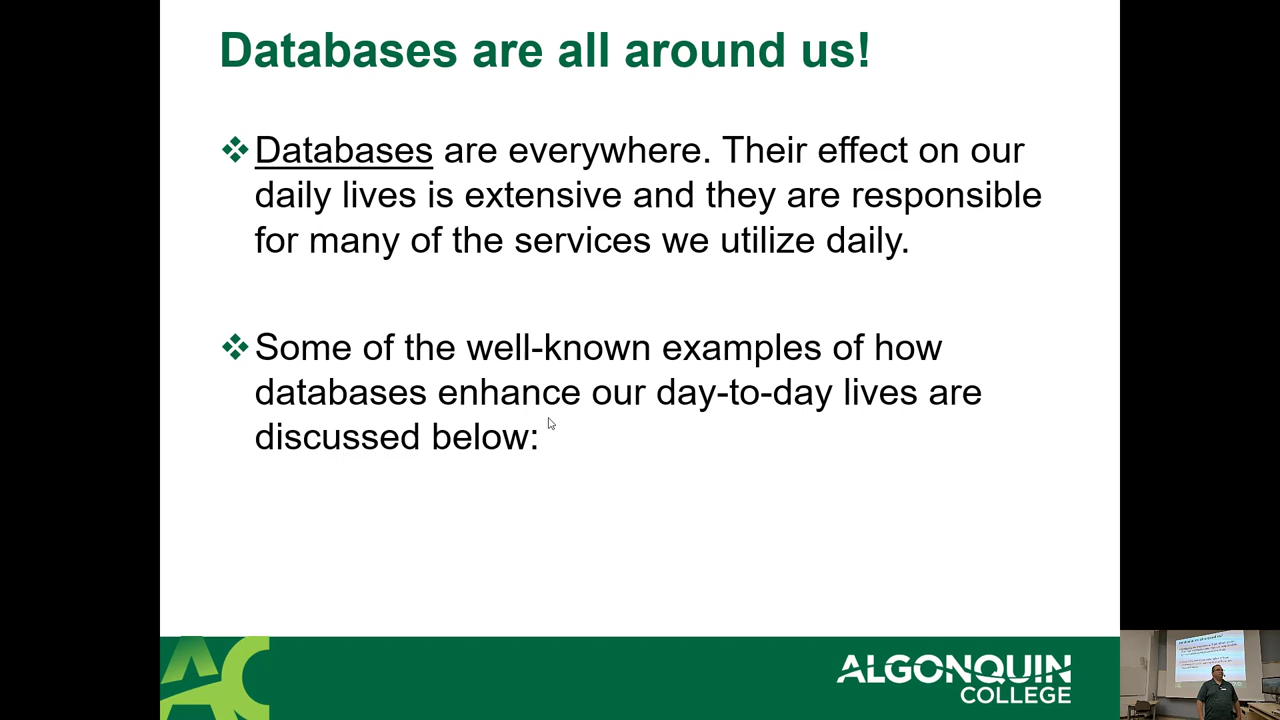 Databases are all around us!
Databases are everywhere. Their effect on our
daily lives is extensive and they are responsible
for many of the services we utilize daily.
Some of the well-known examples of how
databases enhance our day-to-day lives are
discussed below:
AC
ALGONQUIN
COLLEGE